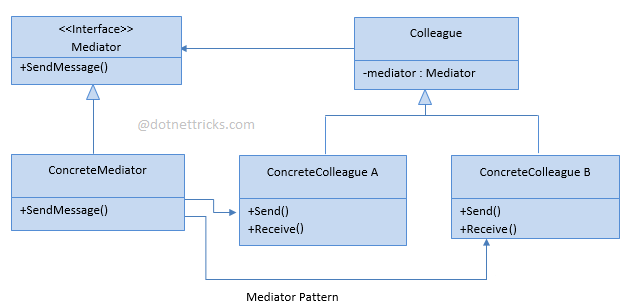 <<Interface>>
Mediator
+SendMessage()
Colleague
-mediator : Mediator
@dotnettricks.com
ConcreteMediator
+SendMessage()
ConcreteColleague A
+Send()
+Receive()
ConcreteColleague B
+Send()
+Receive()
Mediator Pattern